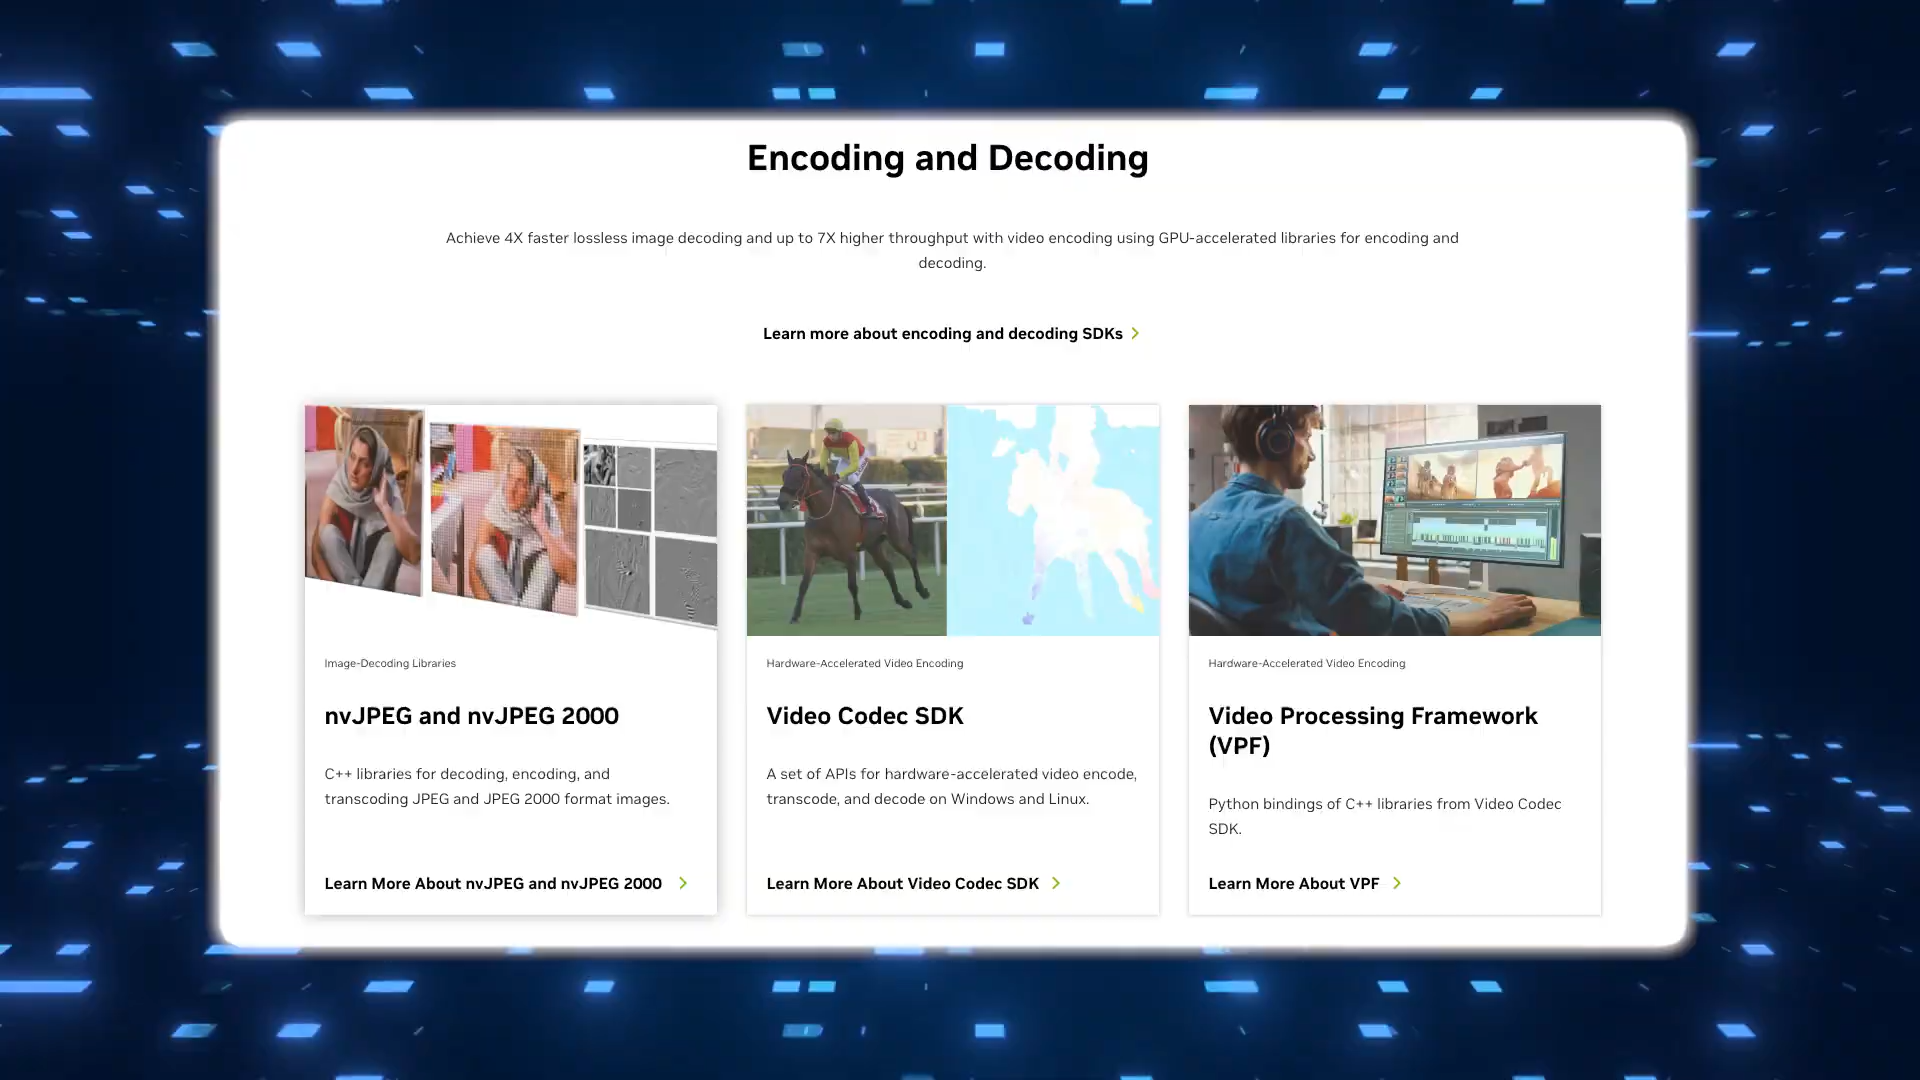 Encoding and Decoding
Achieve 4X faster lossless image decoding and up to 7X higher throughput with video encoding using GPU-accelerated libraries for encoding and
decoding.
Learn more about encoding and decoding SDKs
Image-Decoding Libraries
nvJPEG and nvJPEG 2000
C++ libraries for decoding, encoding, and
transcoding JPEG and JPEG 2000 format images.
Learn More About nvJPEG and nvJPEG 2000
7
Hardware-Accelerated Video Encoding
Video Codec SDK
A set of APIs for hardware-accelerated video encode,
transcode, and decode on Windows and Linux.
Learn More About Video Codec SDK
Hardware-Accelerated Video Encoding
Video Processing Framework
(VPF)
Python bindings of C++ libraries from Video Codec
SDK.
Learn More About VPF